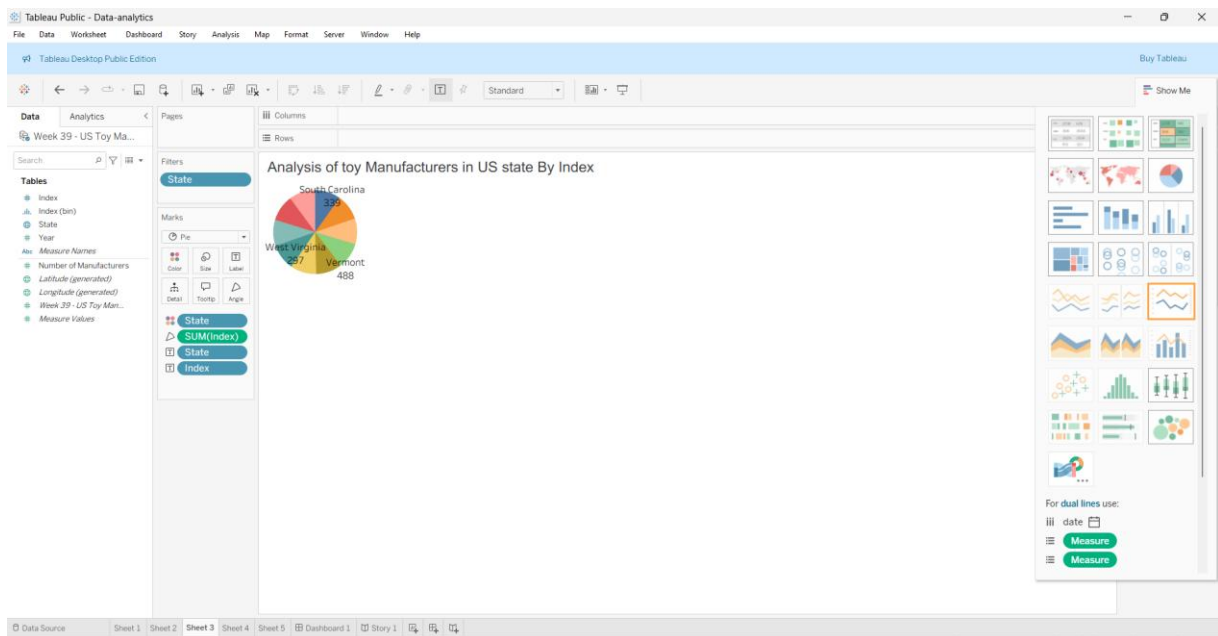 Tableau Public - Data-analytics
File Data Worksheet Dashboard Story Analysis Map Format Server Window Help
Tableau Desktop Public Edition Buy Tableau
Standard Show Me
Data Analytics Pages Columns
Week 39 - US Toy Ma... Rows
Search Filters
State
Analysis of toy Manufacturers in US state By Index
Tables
Index
Index (bin)
State
Year
Abc Measure Names
Number of Manufacturers
Latitude (generated)
Longitude (generated)
Week 39 - US Toy Man...
Measure Values
Marks
Pie
Color Size Label
Detail Tooltip Angle
State
SUM(Index)
State
Index
South Carolina
339
West Virginia
297
Vermont
488
For dual lines use:
date
Measure
Measure
Data Source Sheet 1 Sheet 2 Sheet 3 Sheet 4 Sheet 5 Dashboard 1 Story 1